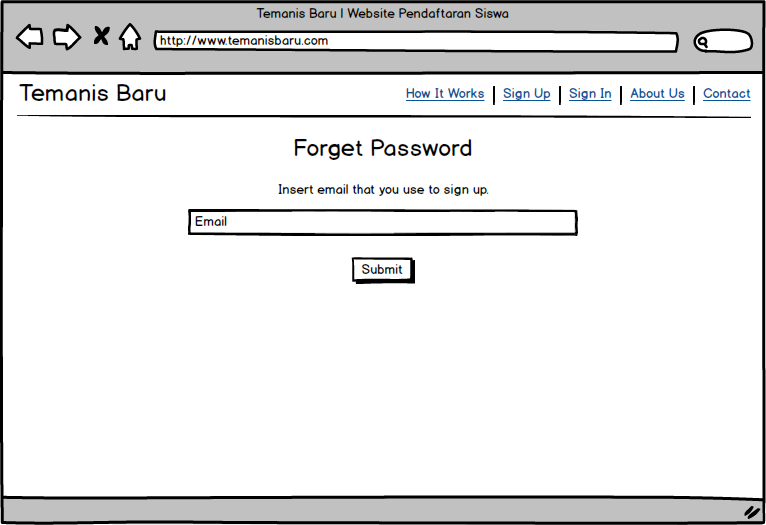 Temanis Baru | Website Pendaftaran Siswa
http://www.temanisbaru.com
Temanis Baru
How It Works | Sign Up | Sign In | About Us | Contact
Forget Password
Insert email that you use to sign up.
Email
Submit